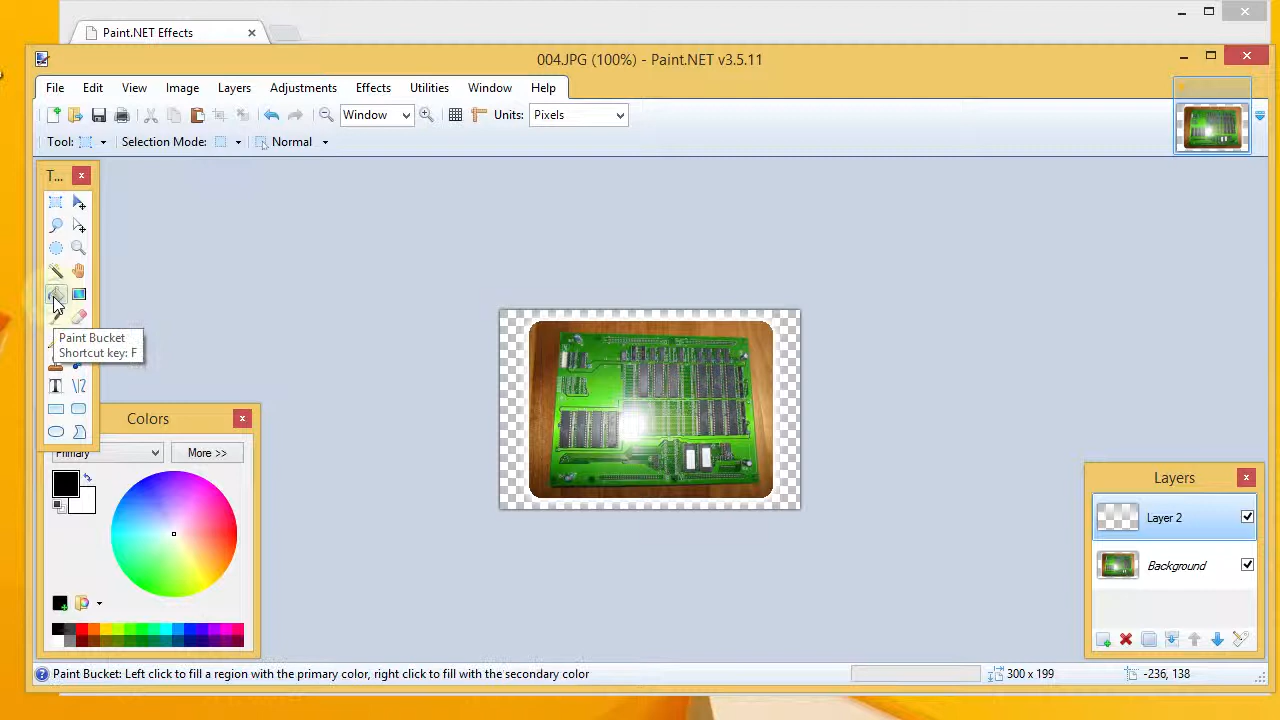 Paint.NET Effects
004.JPG (100%) - Paint.NET v3.5.11
File Edit View Image Layers Adjustments Effects Utilities Window Help
Window Units: Pixels
Tool: Selection Mode: Normal
T...
Paint Bucket
Shortcut key: F
T
Colors
Primary More >>
Layers
Layer 2
Background
Paint Bucket: Left click to fill a region with the primary color, right click to fill with the secondary color 300 x 199 -236, 138